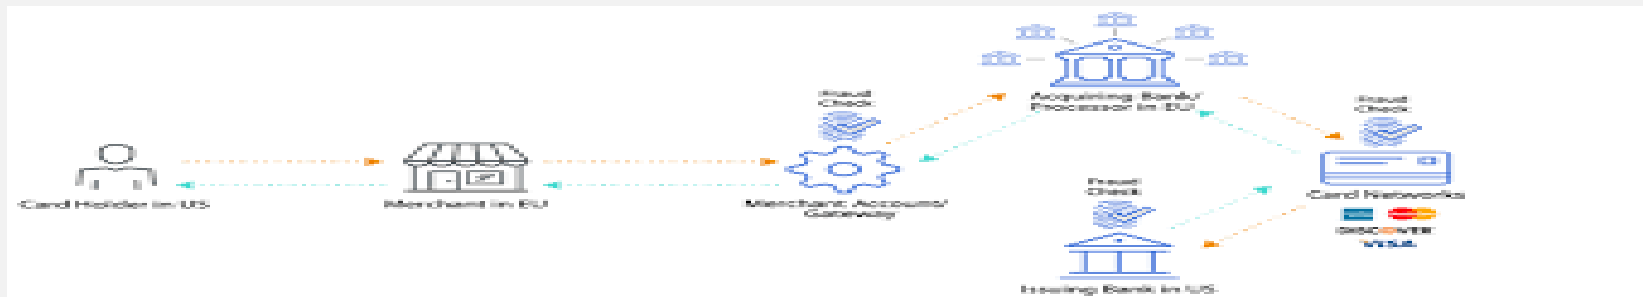 Fraud
Check
Acquiring Bank/
Processor in EU
Fraud
Check
Card Holder in US
Merchant in EU
Merchant Account/
Gateway
Fraud
Check
Card Networks
DISCOVER
VISA
Issuing Bank in US